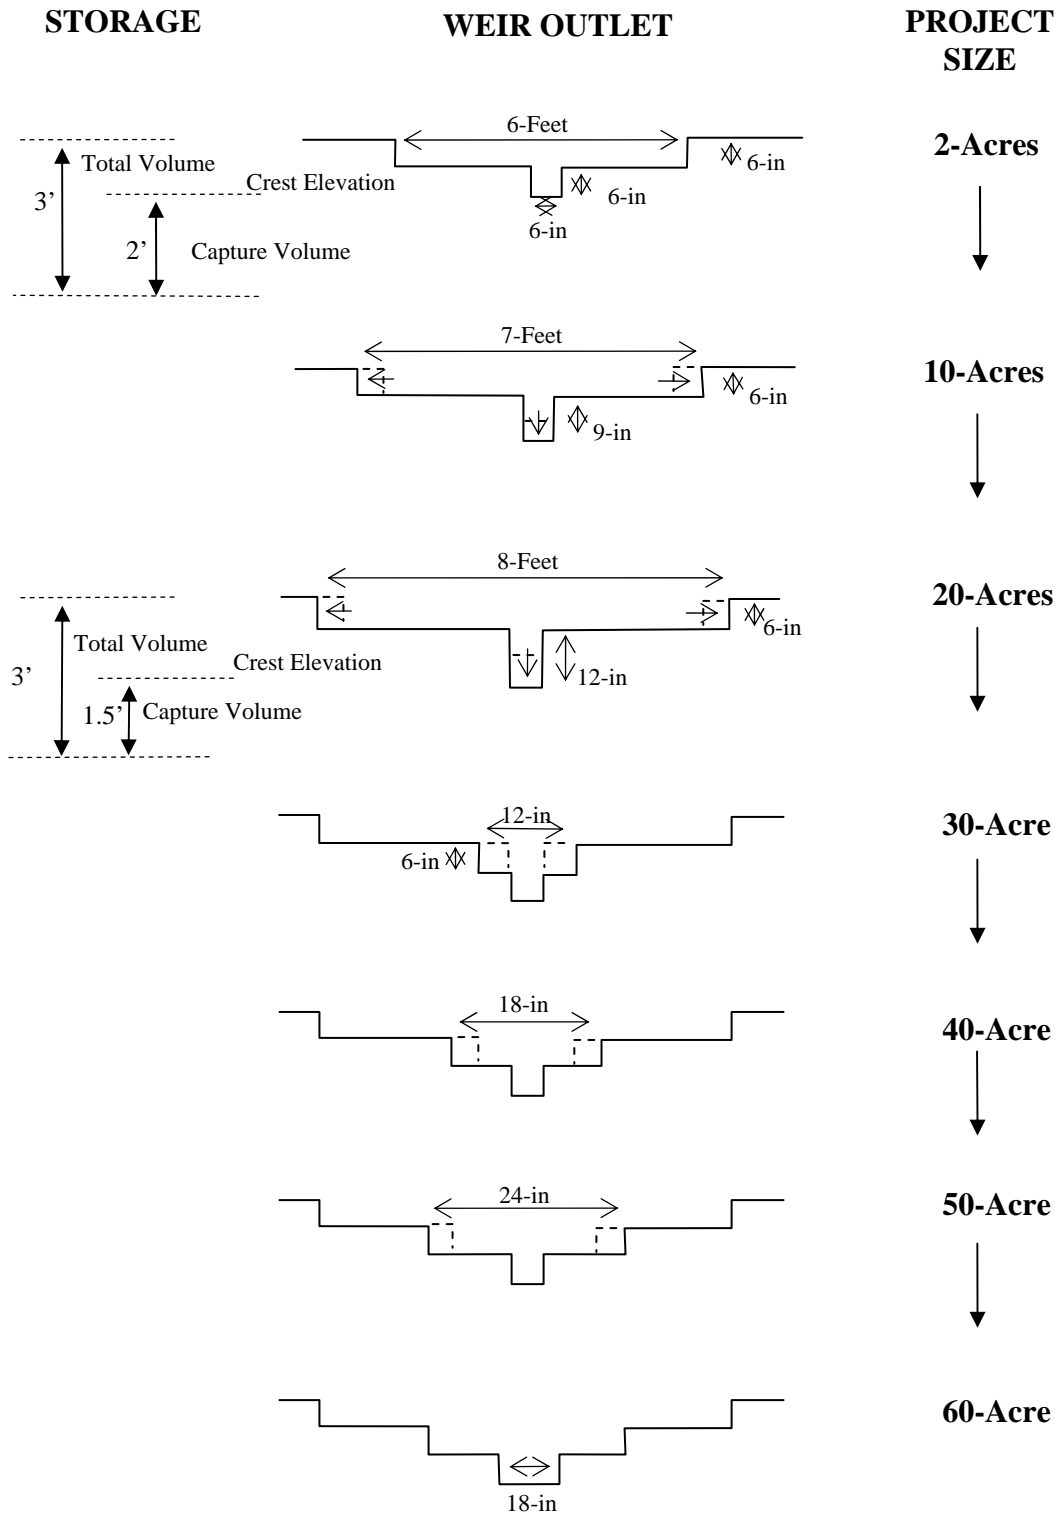 STORAGE
WEIR OUTLET
PROJECT
SIZE
6-Feet
2-Acres
Total Volume
6-in
Crest Elevation
3’
6-in
6-in
2’
Capture Volume
7-Feet
10-Acres
6-in
9-in
8-Feet
20-Acres
6-in
Total Volume
Crest Elevation
3’
12-in
1.5’
Capture Volume
12-in
30-Acre
6-in
18-in
40-Acre
24-in
50-Acre
60-Acre
18-in